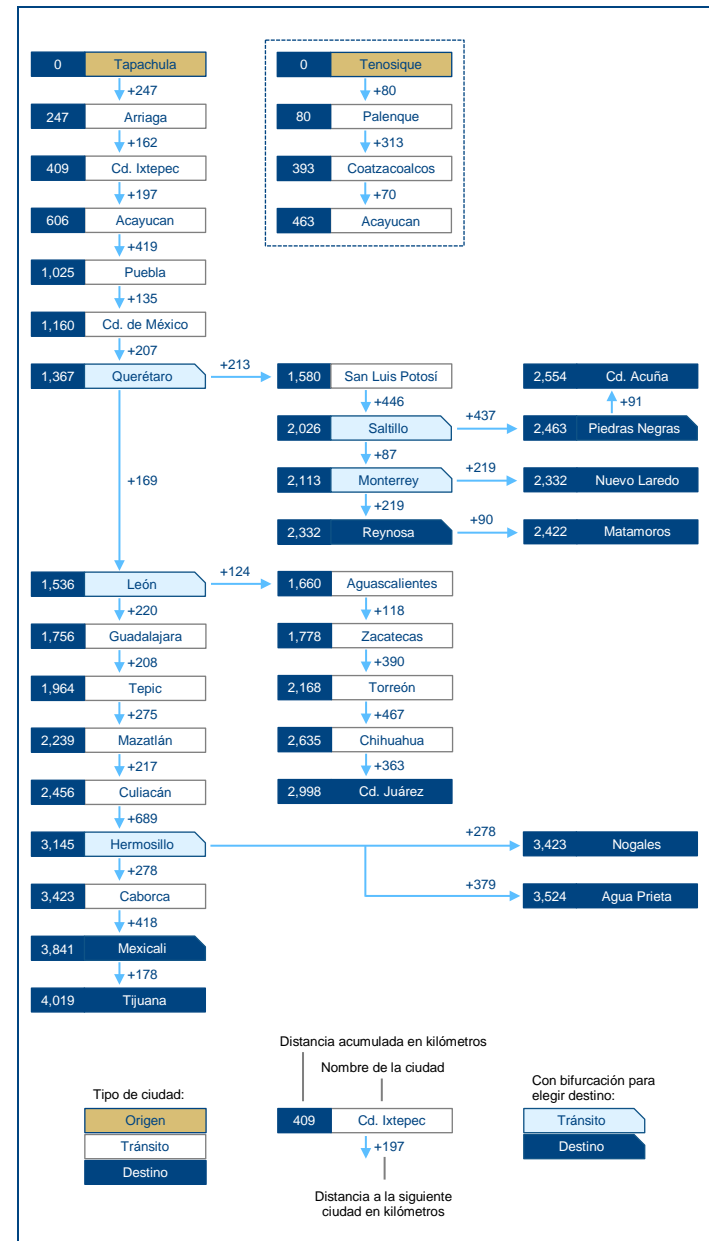 0 Tapachula
+247
247 Arriaga
+162
409 Cd. Ixtepec
+197
606 Acayucan
+419
1,025 Puebla
+135
1,160 Cd. de México
+207
1,367 Querétaro
+169
1,536 León
+220
1,756 Guadalajara
+208
1,964 Tepic
+275
2,239 Mazatlán
+217
2,456 Culiacán
+689
3,145 Hermosillo
+278
3,423 Caborca
+418
3,841 Mexicali
+178
4,019 Tijuana
0 Tenosique
+80
80 Palenque
+313
393 Coatzacoalcos
+70
463 Acayucan
+213
1,580 San Luis Potosí
+446
2,026 Saltillo
+87
2,113 Monterrey
+219
2,332 Reynosa
+437
2,554 Cd. Acuña
+91
2,463 Piedras Negras
+219
2,332 Nuevo Laredo
+90
2,422 Matamoros
+124
1,660 Aguascalientes
+118
1,778 Zacatecas
+390
2,168 Torreón
+467
2,635 Chihuahua
+363
2,998 Cd. Juárez
+278
3,423 Nogales
+379
3,524 Agua Prieta
Tipo de ciudad:
Origen
Tránsito
Destino
Distancia acumulada en kilómetros
Nombre de la ciudad
409 Cd. Ixtepec
+197
Distancia a la siguiente
ciudad en kilómetros
Con bifurcación para
elegir destino:
Tránsito
Destino